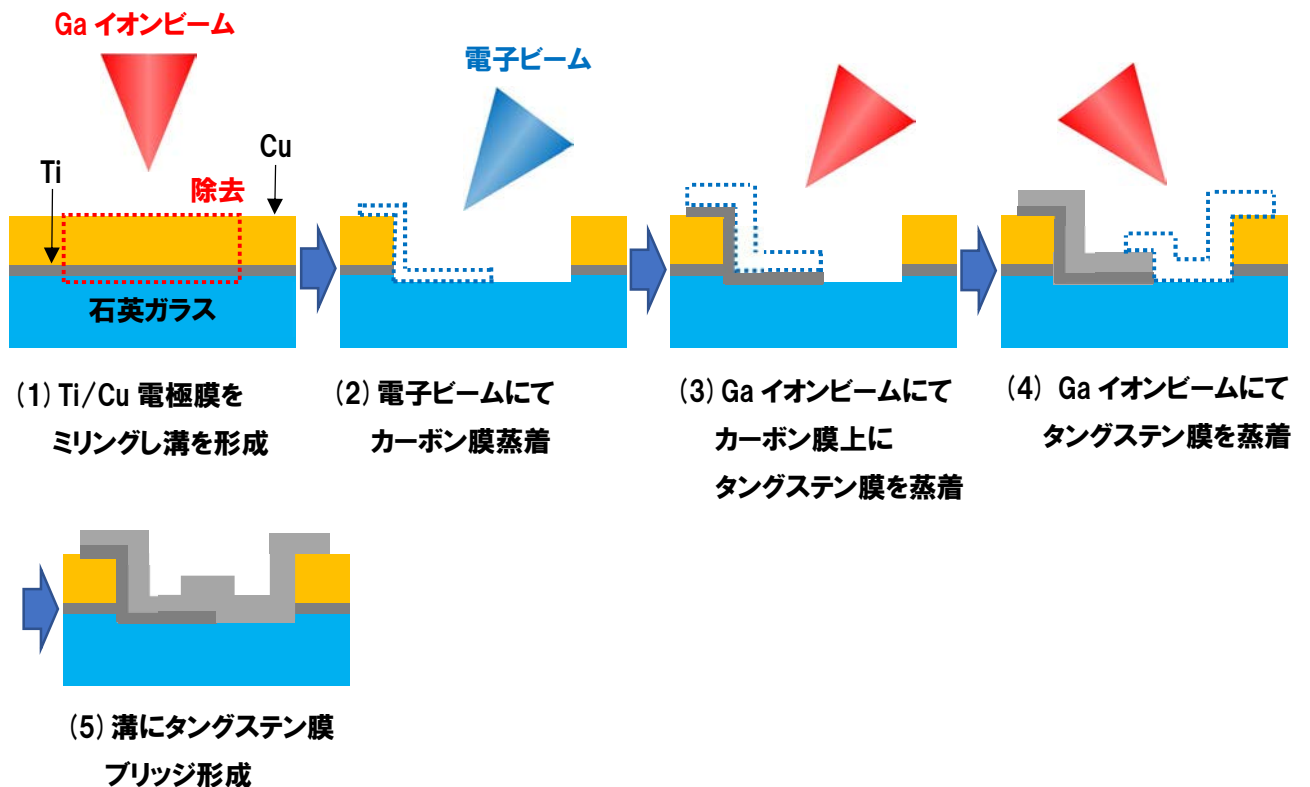 Ga イオンビーム
電子ビーム
Ti
Cu
除去
石英ガラス
(1) Ti/Cu 電極膜を
ミリングし溝を形成
(2) 電子ビームにて
カーボン膜蒸着
(3) Ga イオンビームにて
カーボン膜上に
タングステン膜を蒸着
(4) Ga イオンビームにて
タングステン膜を蒸着
(5) 溝にタングステン膜
ブリッジ形成